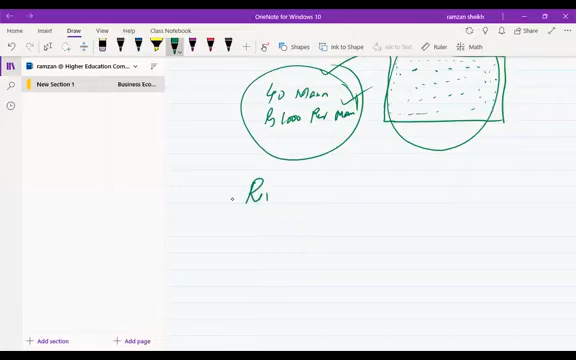 OneNote for Windows 10
ramzan sheikh
Home Insert Draw View Help Class Notebook
Share
Shapes Ink to Shape Ink to Text Ruler Math
ramzan @ Higher Education Com...
New Section 1
Business Eco...
40 Mann
Rs 1000 Per Man
Ri
Add section
Add page